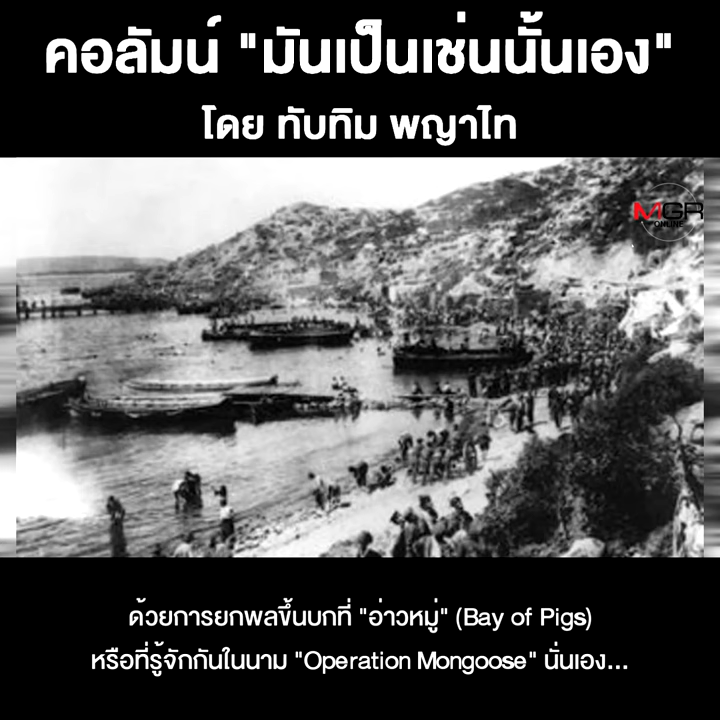 คอลัมน์ "มันเป็นเช่นนั้นเอง"
โดย ทับทิม พญาไท
MGR
ONLINE
ด้วยการยกพลขึ้นบกที่ "อ่าวหมู่" (Bay of Pigs)
หรือที่รู้จักกันในนาม "Operation Mongoose" นั่นเอง...